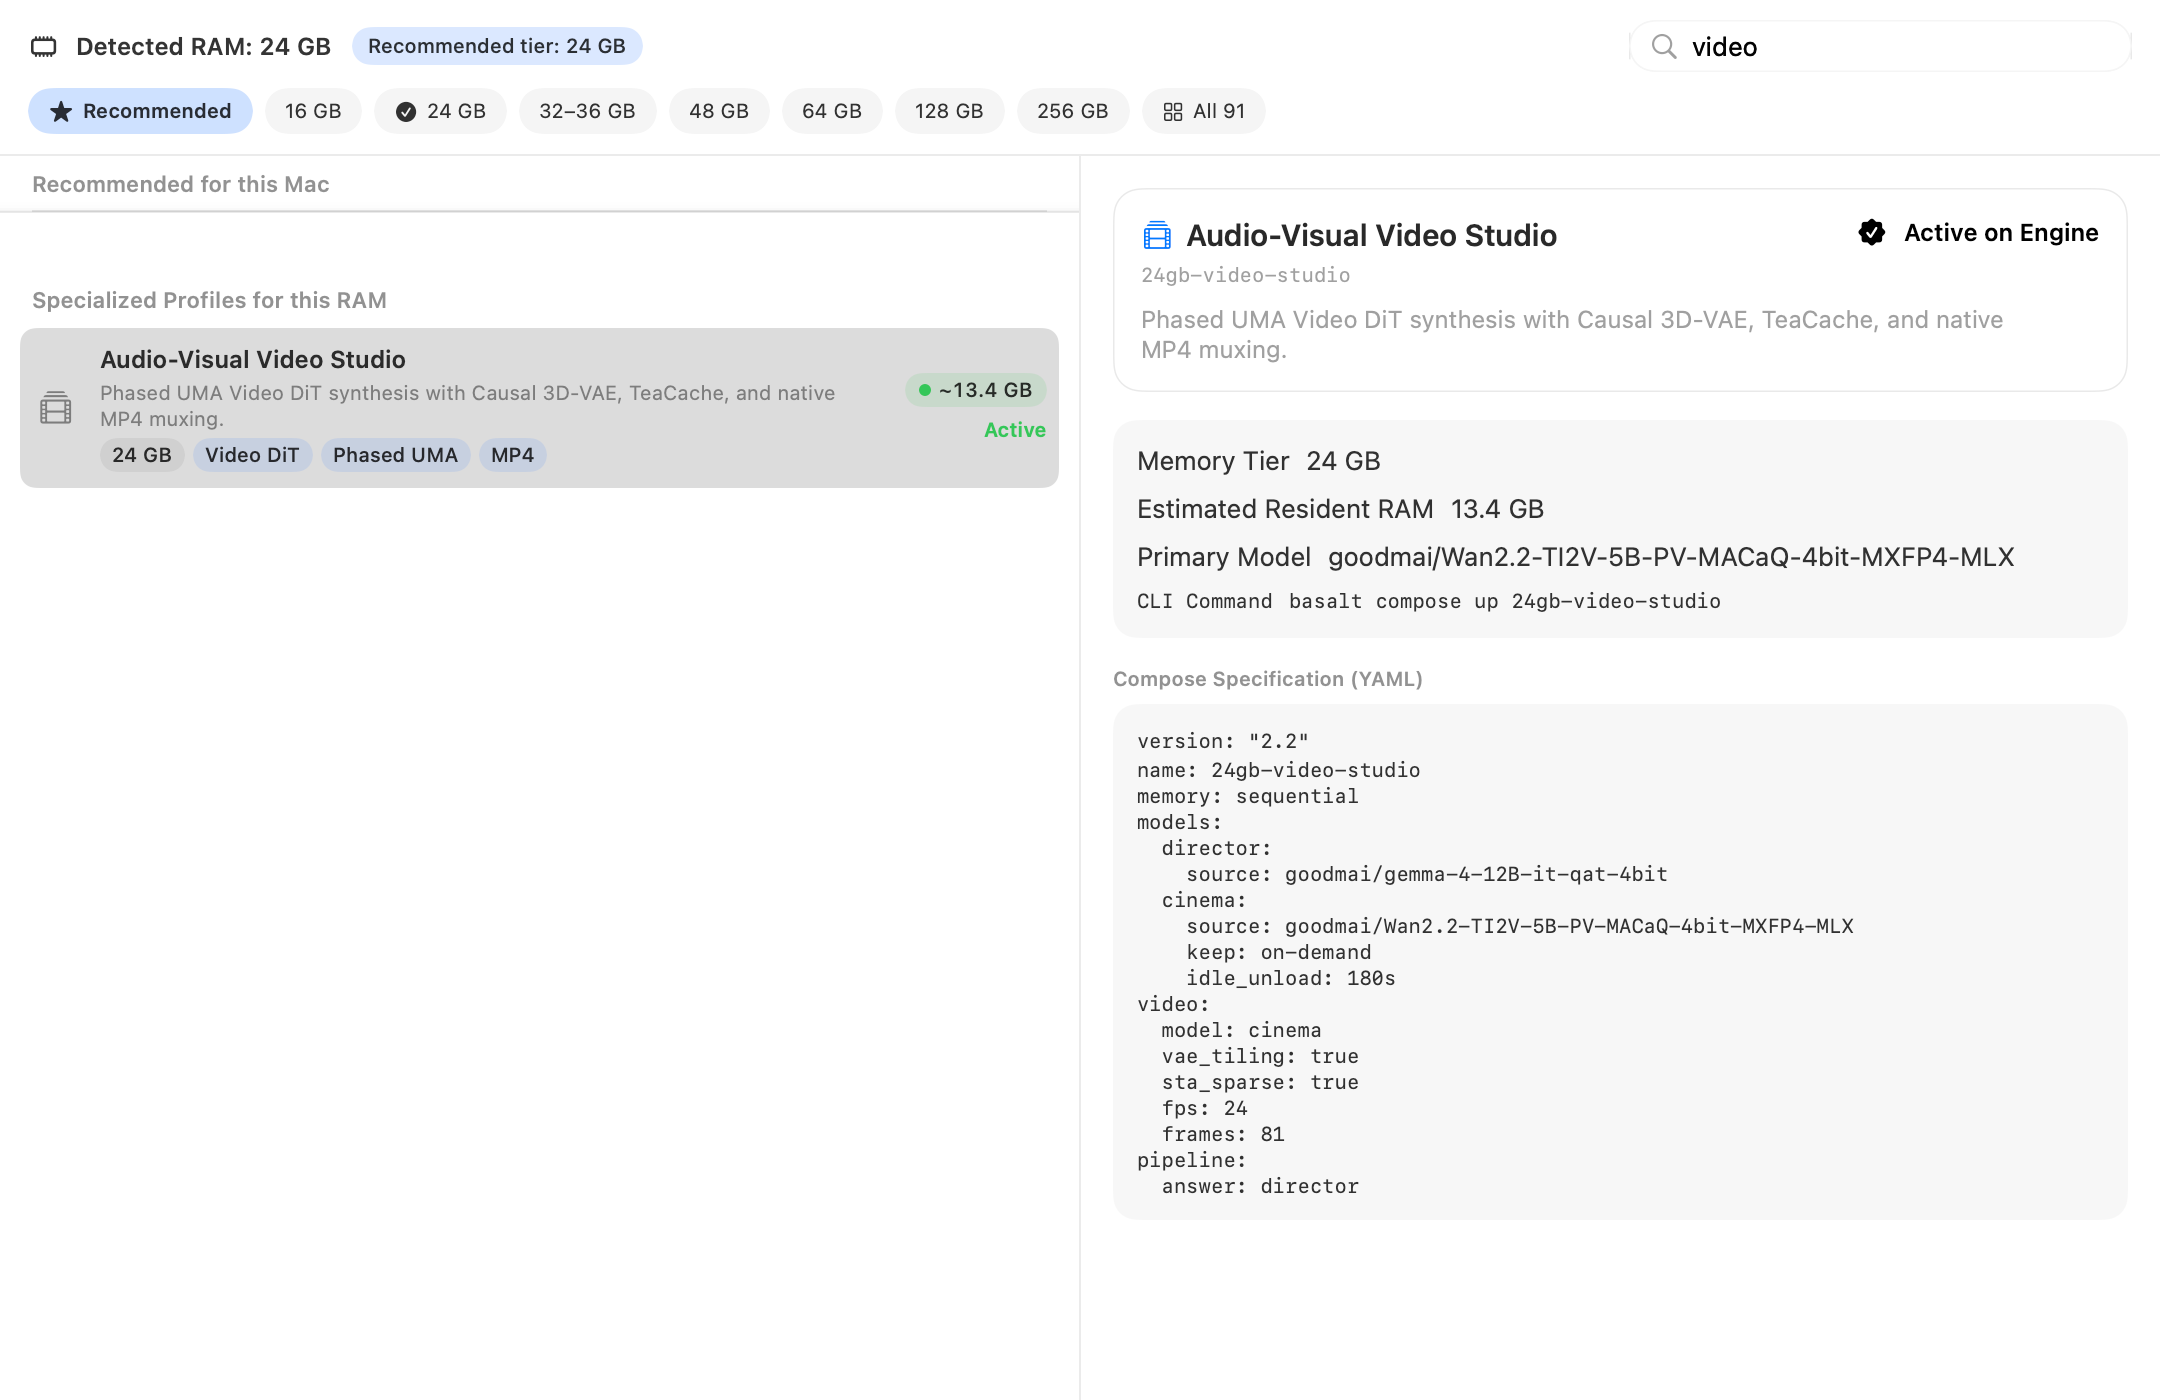 Detected RAM: 24 GB
Recommended tier: 24 GB
video
Recommended
16 GB
24 GB
32–36 GB
48 GB
64 GB
128 GB
256 GB
All 91
Recommended for this Mac
Specialized Profiles for this RAM
Audio-Visual Video Studio
Phased UMA Video DiT synthesis with Causal 3D-VAE, TeaCache, and native
MP4 muxing.
24 GB
Video DiT
Phased UMA
MP4
~13.4 GB
Active
Audio-Visual Video Studio
Active on Engine
24gb-video-studio
Phased UMA Video DiT synthesis with Causal 3D-VAE, TeaCache, and native
MP4 muxing.
Memory Tier 24 GB
Estimated Resident RAM 13.4 GB
Primary Model goodmai/Wan2.2-TI2V-5B-PV-MACaQ-4bit-MXFP4-MLX
CLI Command basalt compose up 24gb-video-studio
Compose Specification (YAML)
version: "2.2"
name: 24gb-video-studio
memory: sequential
models:
  director:
    source: goodmai/gemma-4-12B-it-qat-4bit
  cinema:
    source: goodmai/Wan2.2-TI2V-5B-PV-MACaQ-4bit-MXFP4-MLX
    keep: on-demand
    idle_unload: 180s
video:
  model: cinema
  vae_tiling: true
  sta_sparse: true
  fps: 24
  frames: 81
pipeline:
  answer: director